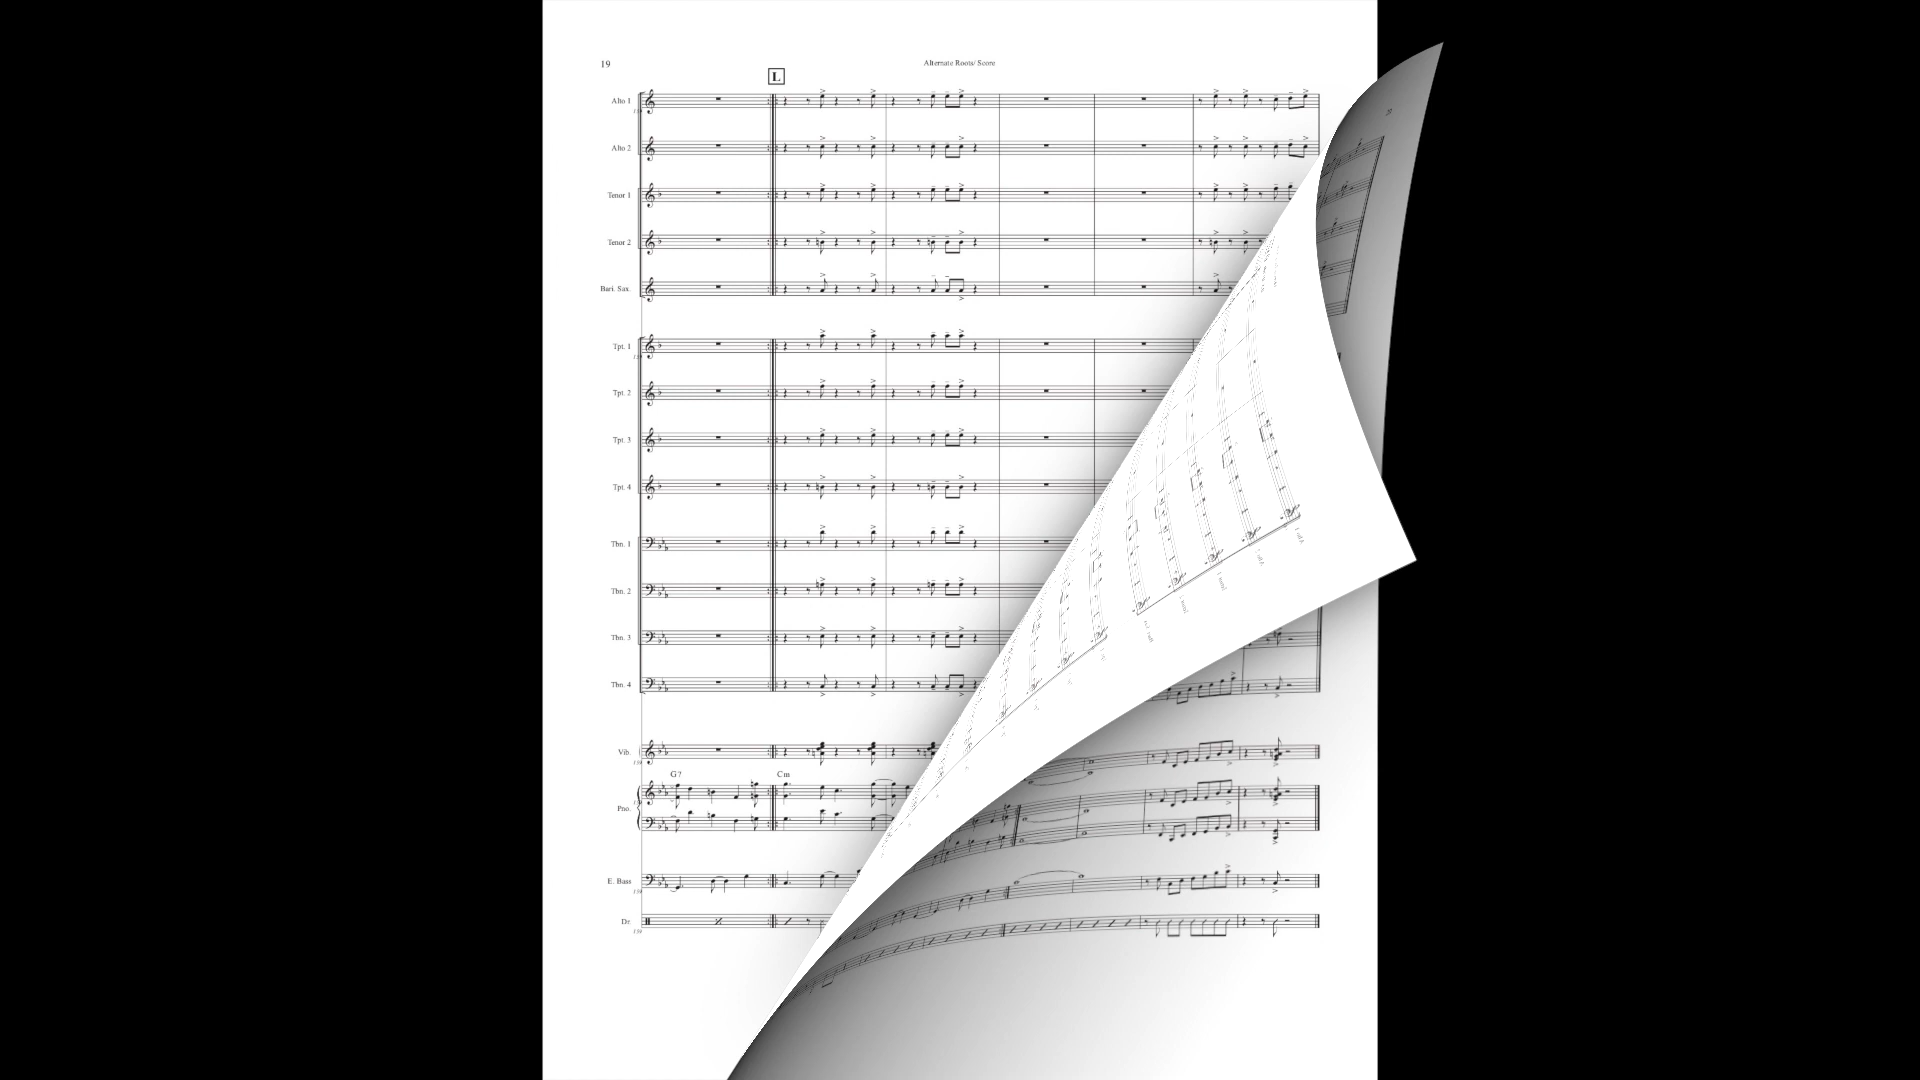 19
Alternate Roots/ Score
L
Alto 1
Alto 2
Tenor 1
Tenor 2
Bari. Sax
Tpt. 1
Tpt. 2
Tpt. 3
Tpt. 4
Tbn. 1
Tbn. 2
Tbn. 3
Tbn. 4
Vib.
G7 Cm
Pno.
E. Bass
Dr.
20